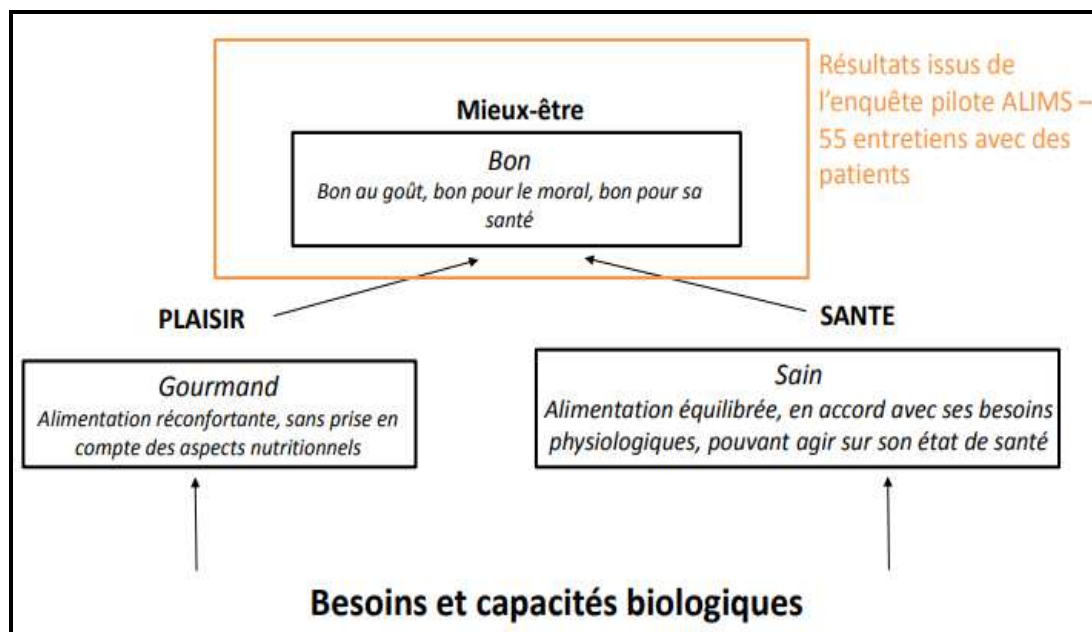 Résultats issus de
l'enquête pilote ALIMS –
55 entretiens avec des
patients
Mieux-être
Bon
Bon au goût, bon pour le moral, bon pour sa
santé
PLAISIR
SANTE
Gourmand
Alimentation réconfortante, sans prise en
compte des aspects nutritionnels
Sain
Alimentation équilibrée, en accord avec ses besoins
physiologiques, pouvant agir sur son état de santé
Besoins et capacités biologiques